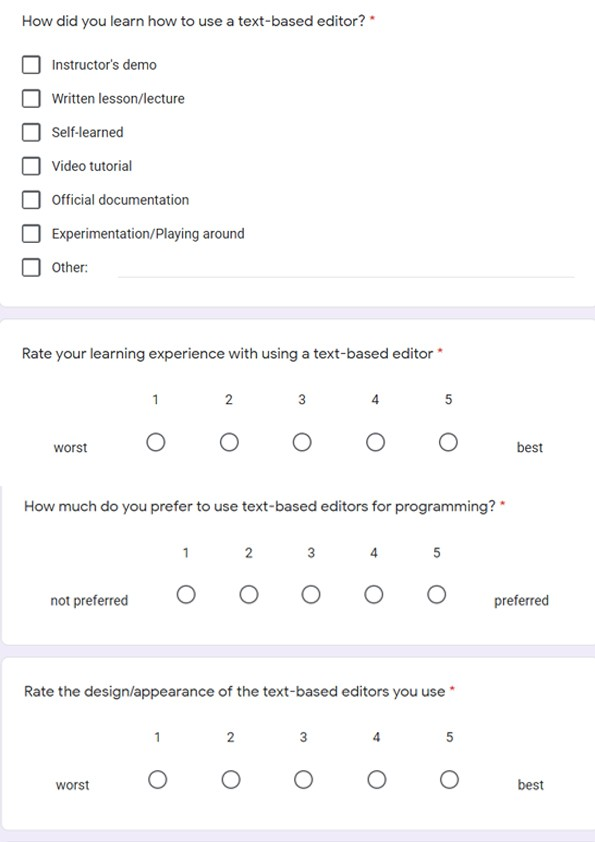 How did you learn how to use a text-based editor? *
Instructor's demo
Written lesson/lecture
Self-learned
Video tutorial
Official documentation
Experimentation/Playing around
Other:
Rate your learning experience with using a text-based editor *
1 2 3 4 5
worst best
How much do you prefer to use text-based editors for programming? *
1 2 3 4 5
not preferred preferred
Rate the design/appearance of the text-based editors you use *
1 2 3 4 5
worst best